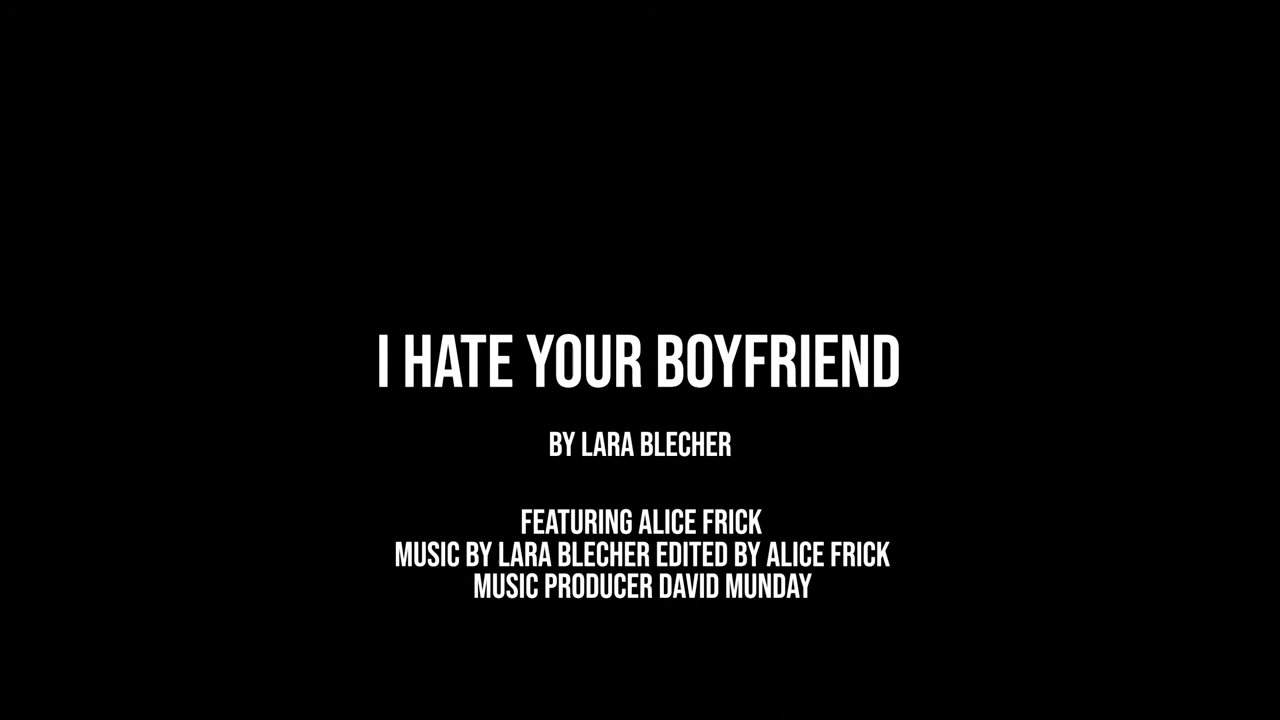 I HATE YOUR BOYFRIEND
BY LARA BLECHER
FEATURING ALICE FRICK
MUSIC BY LARA BLECHER EDITED BY ALICE FRICK
MUSIC PRODUCER DAVID MUNDAY